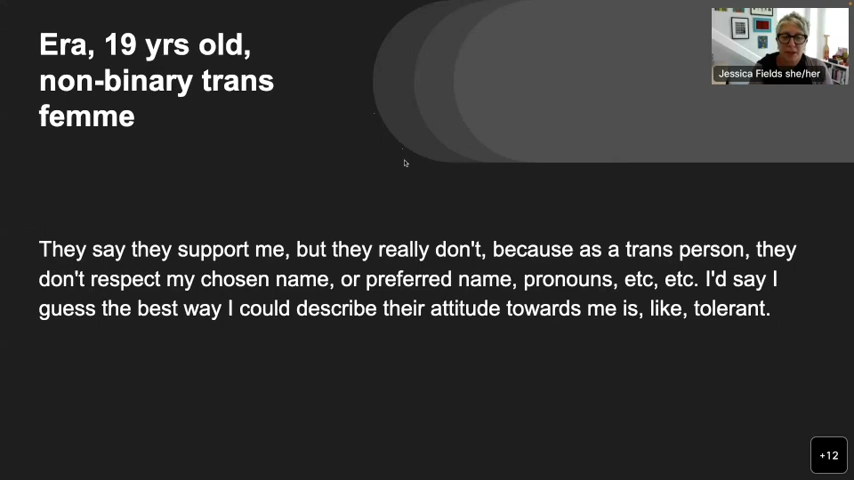 Era, 19 yrs old,
non-binary trans
femme
Jessica Fields she/her
They say they support me, but they really don't, because as a trans person, they
don't respect my chosen name, or preferred name, pronouns, etc, etc. I'd say I
guess the best way I could describe their attitude towards me is, like, tolerant.
+12